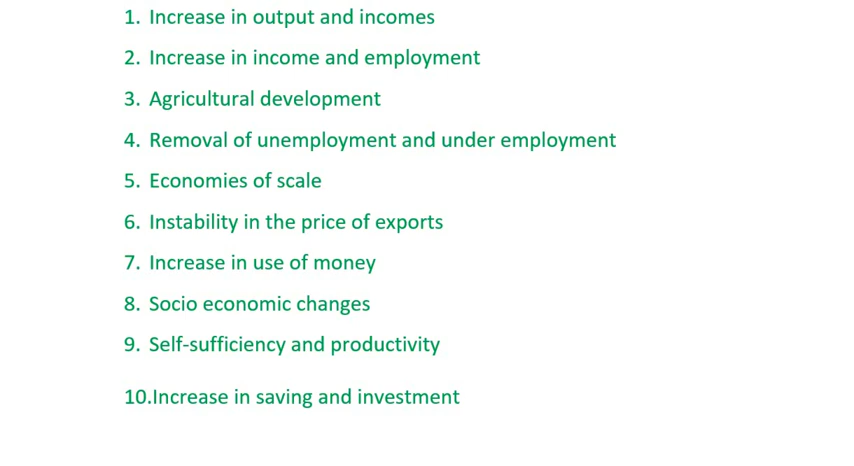 1. Increase in output and incomes
2. Increase in income and employment
3. Agricultural development
4. Removal of unemployment and under employment
5. Economies of scale
6. Instability in the price of exports
7. Increase in use of money
8. Socio economic changes
9. Self-sufficiency and productivity
10.Increase in saving and investment